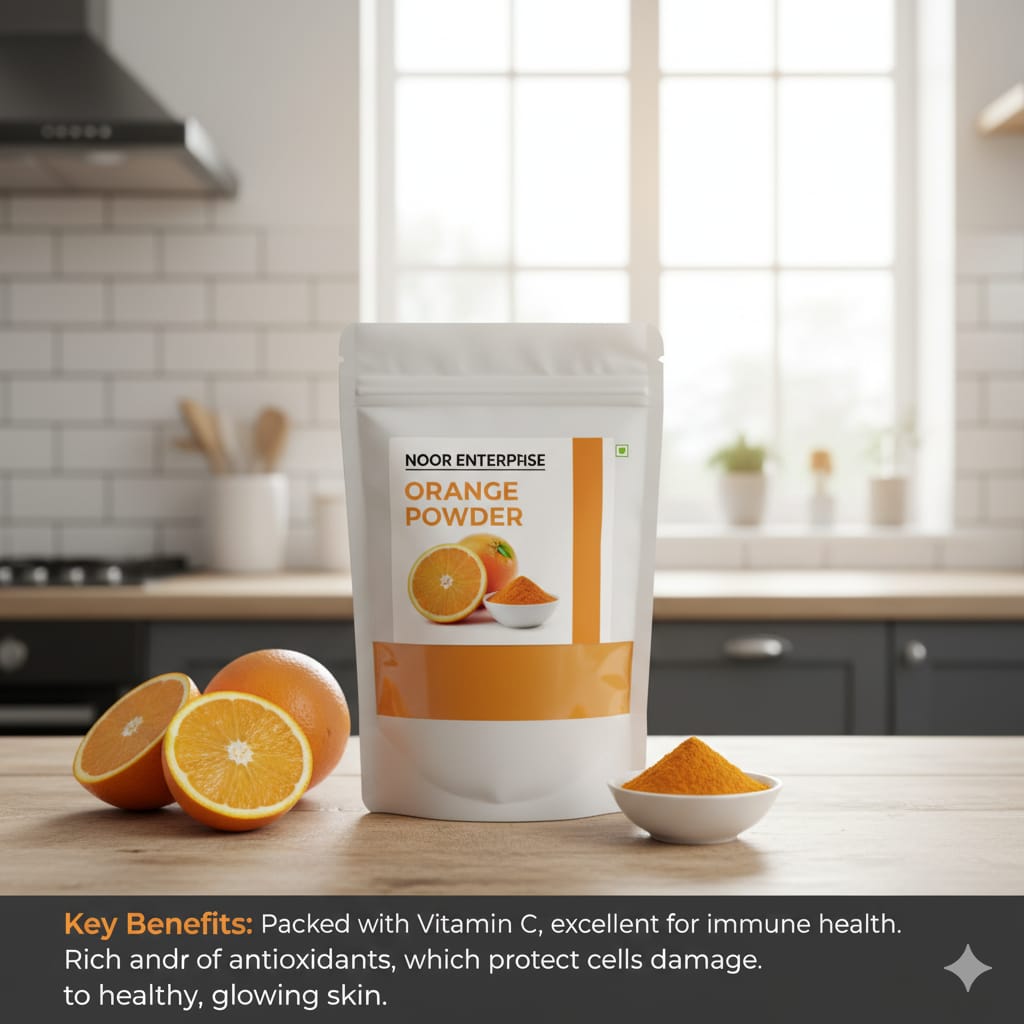 NOOR ENTERPRISE
ORANGE
POWDER
Key Benefits: Packed with Vitamin C, excellent for immune health.
Rich andr of antioxidants, which protect cells damage.
to healthy, glowing skin.